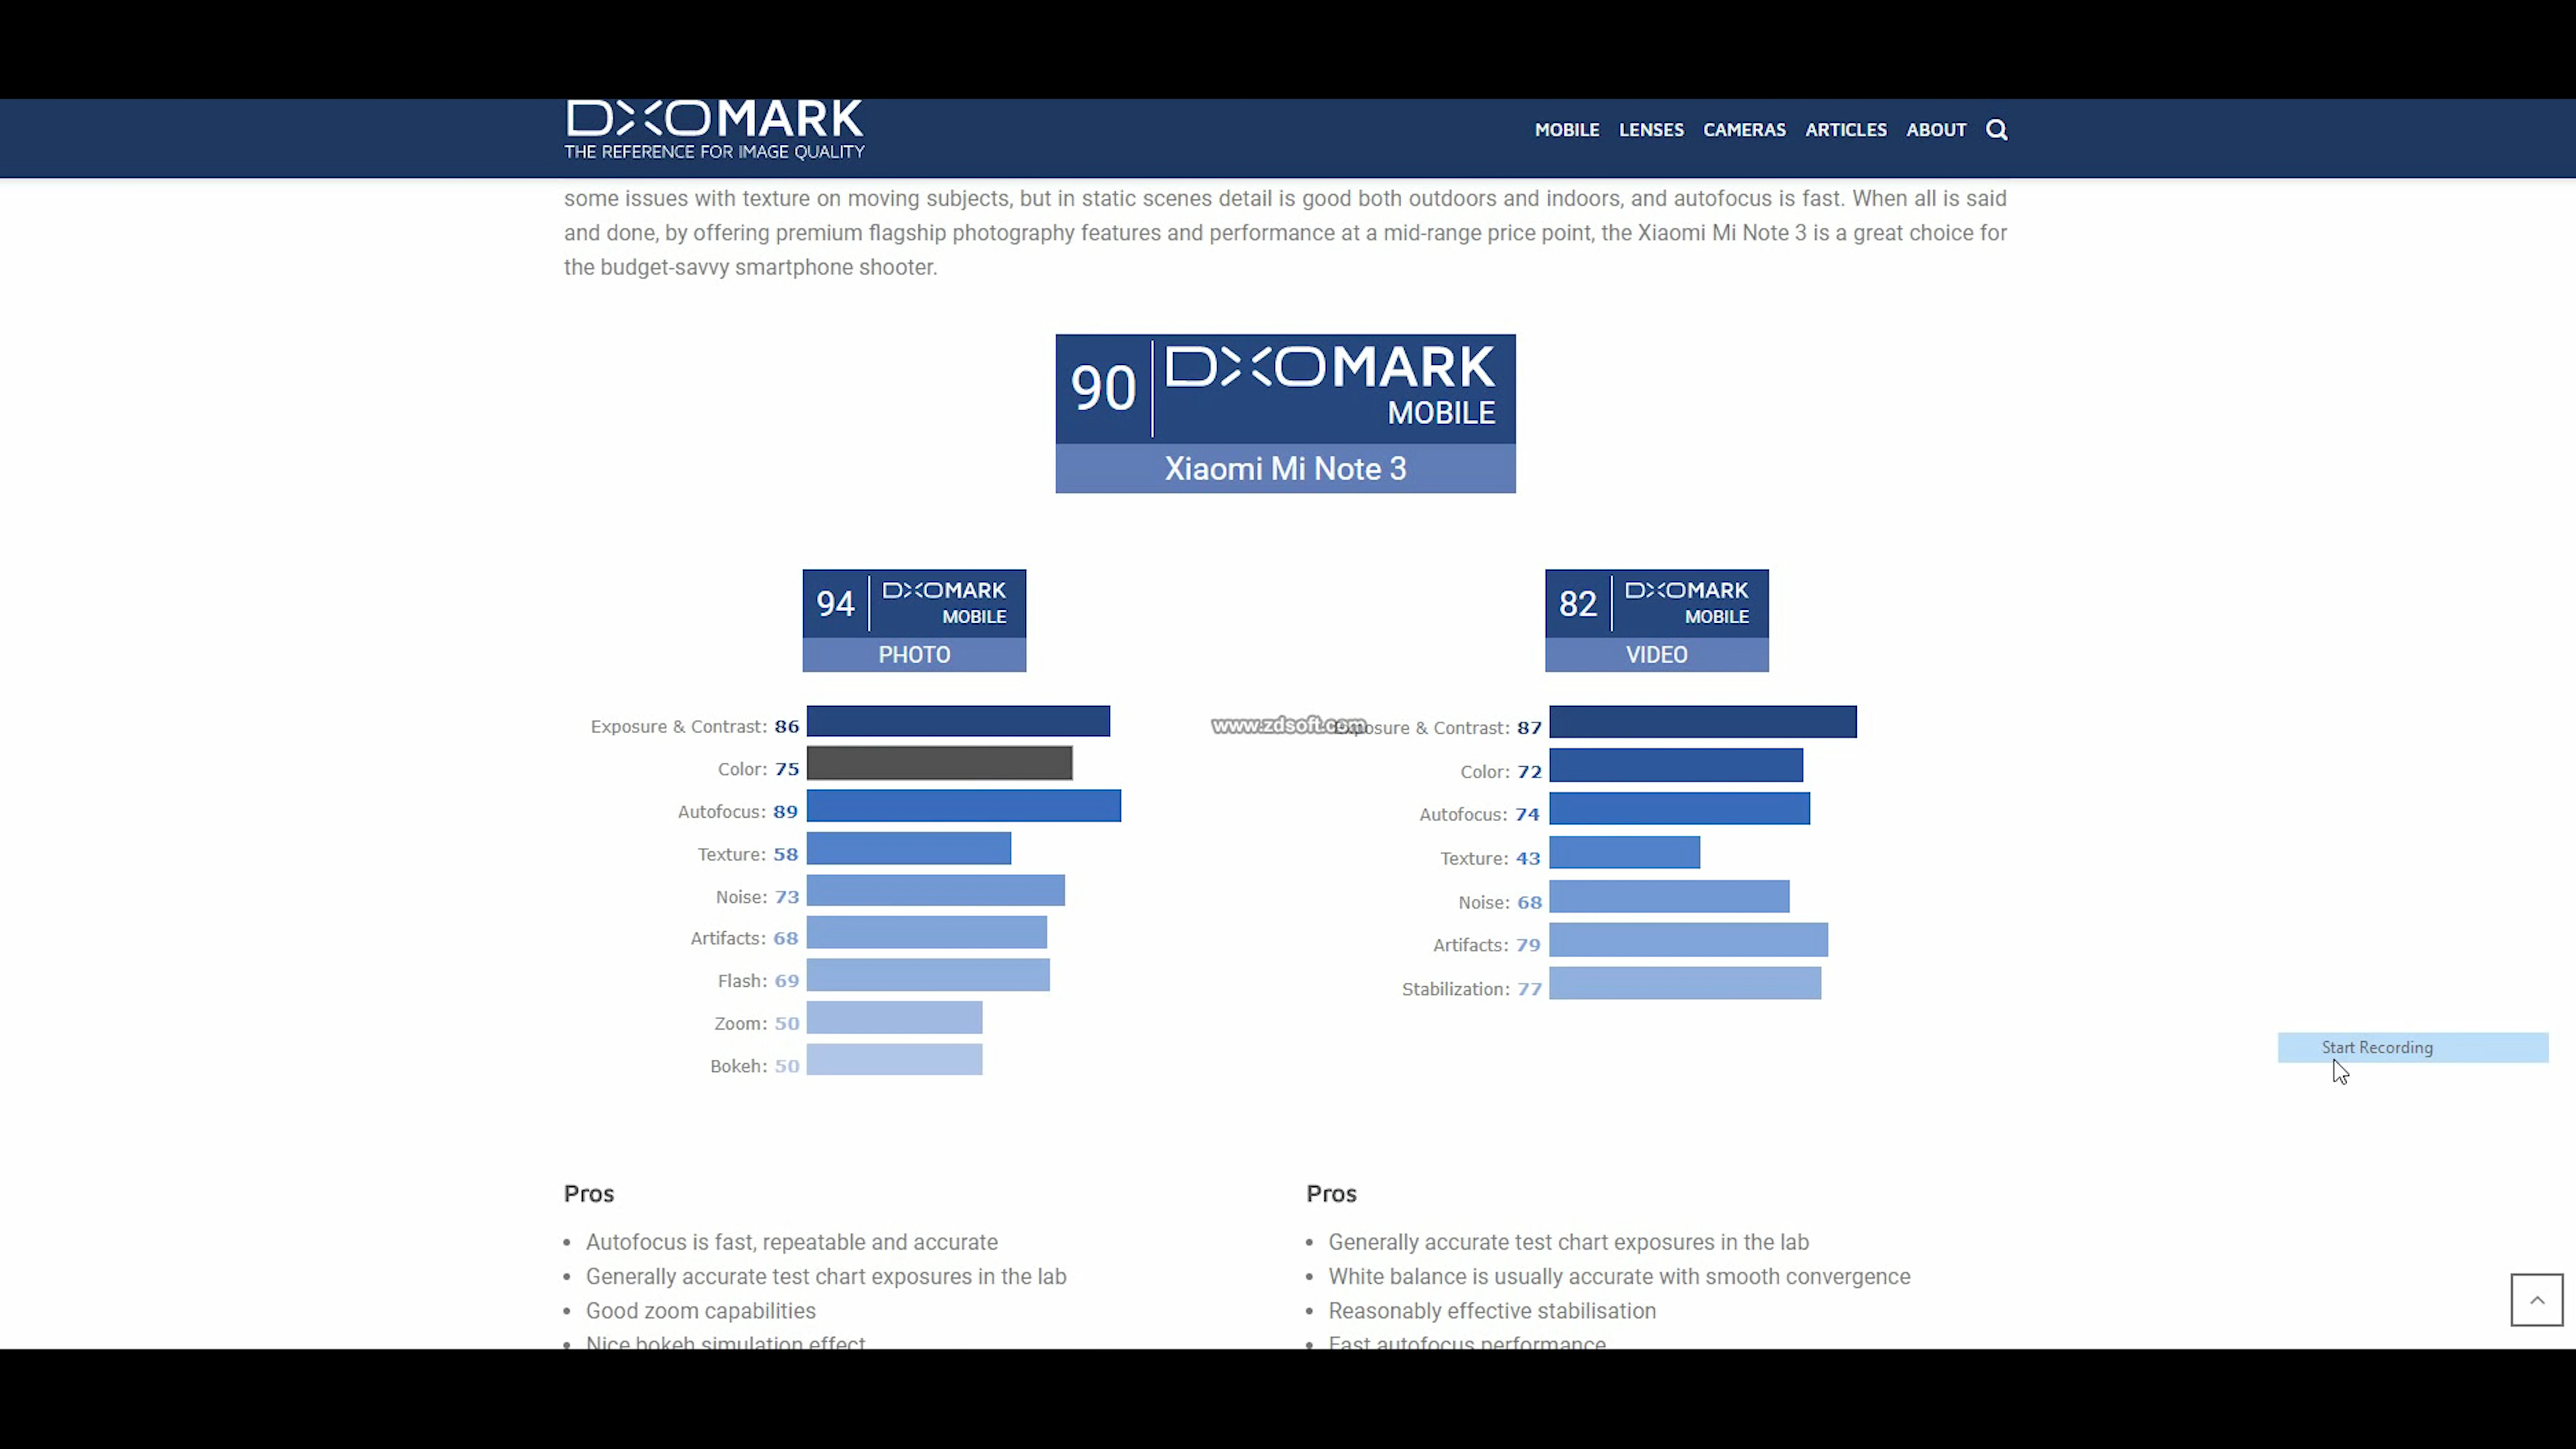 DXOMARK
THE REFERENCE FOR IMAGE QUALITY
MOBILE LENSES CAMERAS ARTICLES ABOUT
some issues with texture on moving subjects, but in static scenes detail is good both outdoors and indoors, and autofocus is fast. When all is said
and done, by offering premium flagship photography features and performance at a mid-range price point, the Xiaomi Mi Note 3 is a great choice for
the budget-savvy smartphone shooter.
90 DXOMARK
MOBILE
Xiaomi Mi Note 3
94 DXOMARK
MOBILE
PHOTO
Exposure & Contrast: 86
Color: 75
Autofocus: 89
Texture: 58
Noise: 73
Artifacts: 68
Flash: 69
Zoom: 50
Bokeh: 50
82 DXOMARK
MOBILE
VIDEO
www.zdsoft.com
Exposure & Contrast: 87
Color: 72
Autofocus: 74
Texture: 43
Noise: 68
Artifacts: 79
Stabilization: 77
Start Recording
Pros
• Autofocus is fast, repeatable and accurate
• Generally accurate test chart exposures in the lab
• Good zoom capabilities
• Nice bokeh simulation effect
Pros
• Generally accurate test chart exposures in the lab
• White balance is usually accurate with smooth convergence
• Reasonably effective stabilisation
• Fast autofocus performance